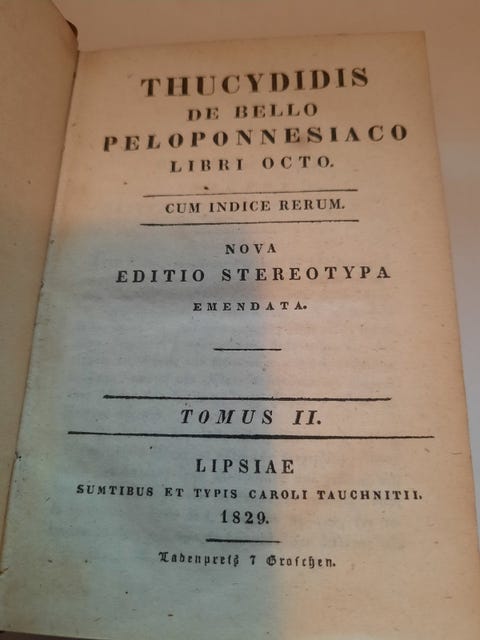 THUCYDIDIS
DE BELLO
PELOPONNESIACO
LIBRI OCTO.
CUM INDICE RERUM.
NOVA
EDITIO STEREOTYPA
EMENDATA.
TOMUS II.
LIPSIAE
SUMTIBUS ET TYPIS CAROLI TAUCHNITII.
1829.
Ladenpreiß 7 Groschen.